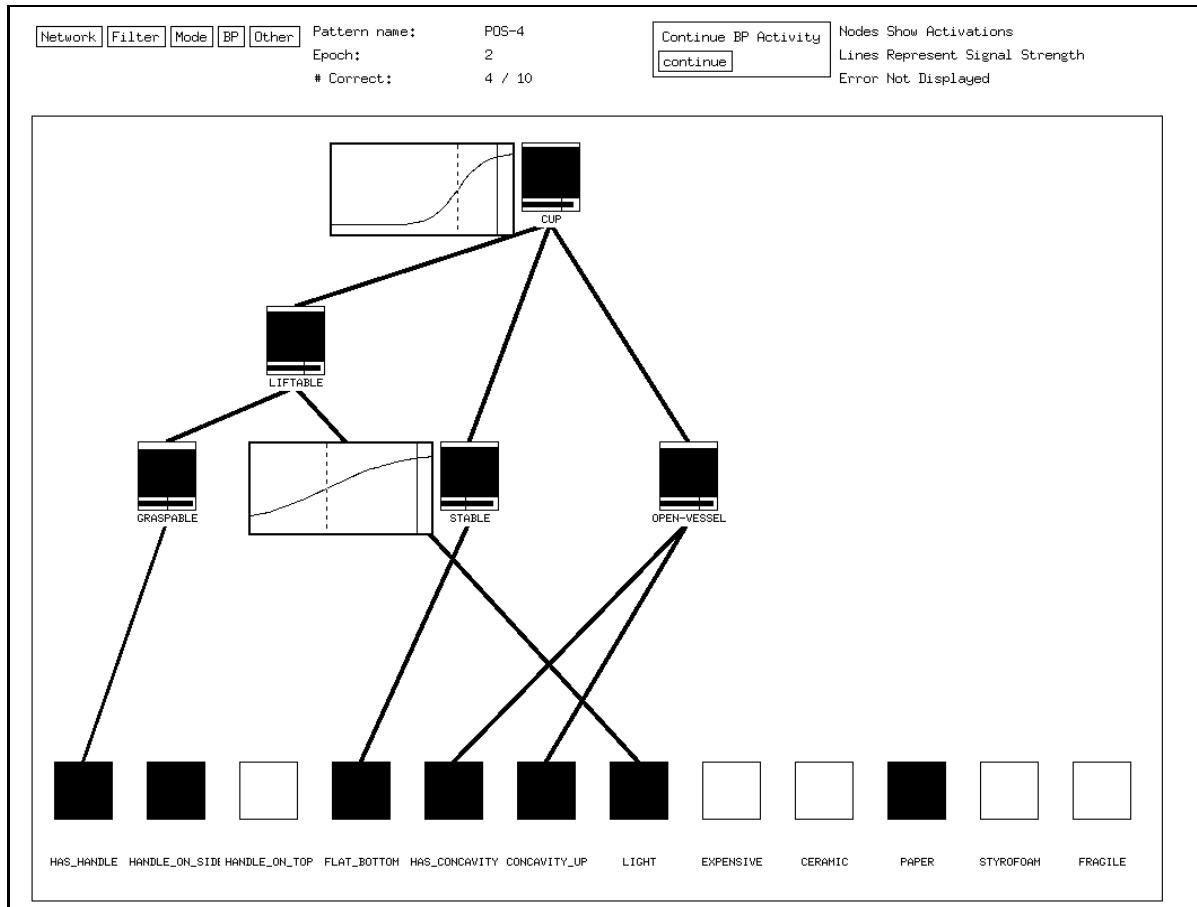 Network Filter Mode BP Other
Pattern name: POS-4
Epoch: 2
# Correct: 4 / 10
Continue BP Activity
continue
Nodes Show Activations
Lines Represent Signal Strength
Error Not Displayed
CUP
LIFTABLE
GRASPABLE STABLE OPEN-VESSEL
HAS_HANDLE HANDLE_ON_SIDE HANDLE_ON_TOP FLAT_BOTTOM HAS_CONCAVITY CONCAVITY_UP LIGHT EXPENSIVE CERAMIC PAPER STYROFOAM FRAGILE